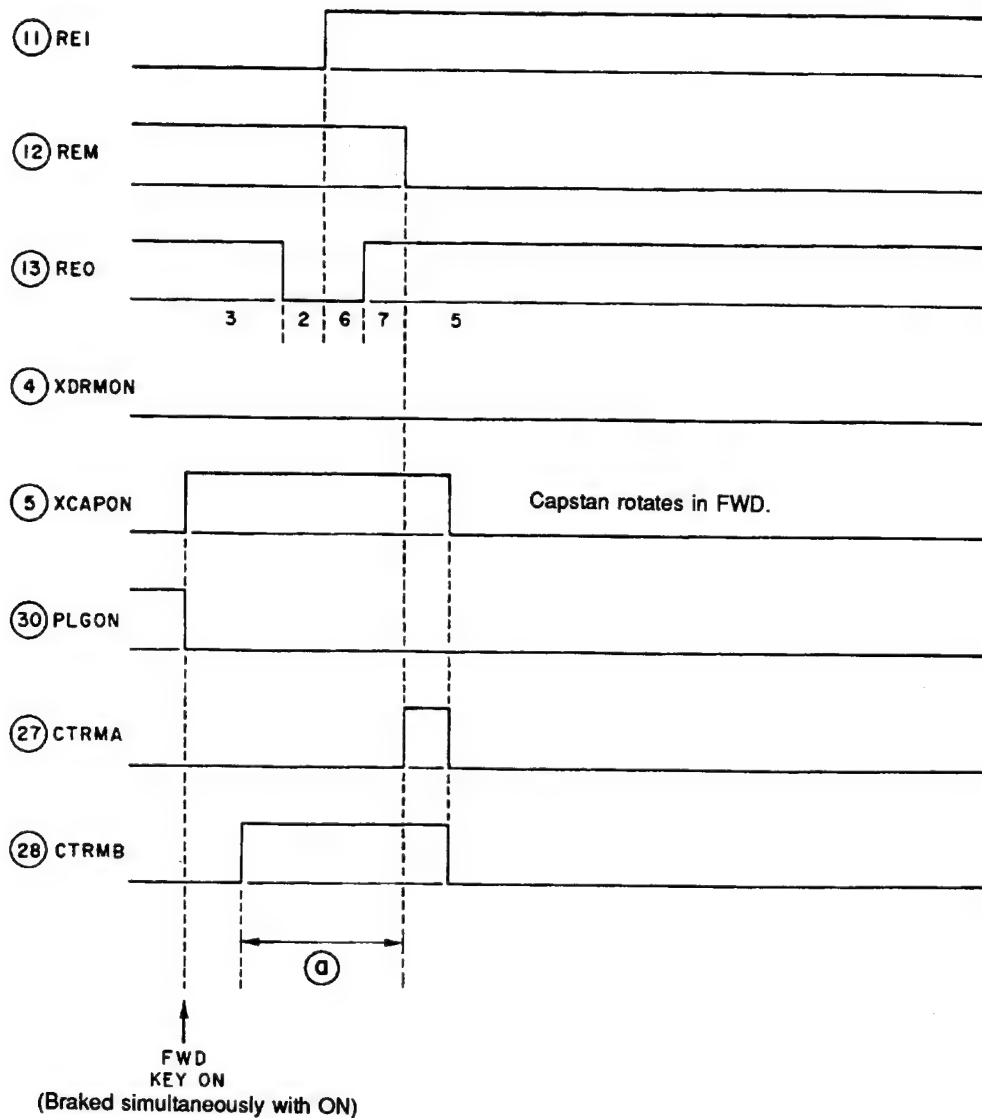 11 REI
12 REM
13 REO
3 2 6 7 5
4 XDRMON
5 XCAPON Capstan rotates in FWD.
30 PLGON
27 CTRMA
28 CTRMB
a
FWD
KEY ON
(Braked simultaneously with ON)